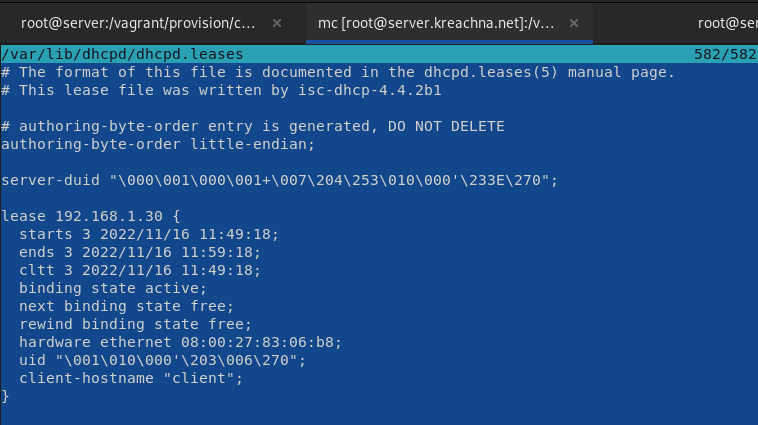 root@server:/vagrant/provision/c... × mc [root@server.kreachna.net]:/v... × root@se
/var/lib/dhcpd/dhcpd.leases 582/582
# The format of this file is documented in the dhcpd.leases(5) manual page.
# This lease file was written by isc-dhcp-4.4.2b1
# authoring-byte-order entry is generated, DO NOT DELETE
authoring-byte-order little-endian;
server-duid "\000\001\000\001+\007\204\253\010\000'\233E\270";
lease 192.168.1.30 {
starts 3 2022/11/16 11:49:18;
ends 3 2022/11/16 11:59:18;
cltt 3 2022/11/16 11:49:18;
binding state active;
next binding state free;
rewind binding state free;
hardware ethernet 08:00:27:83:06:b8;
uid "\001\010\000'\203\006\270";
client-hostname "client";
}